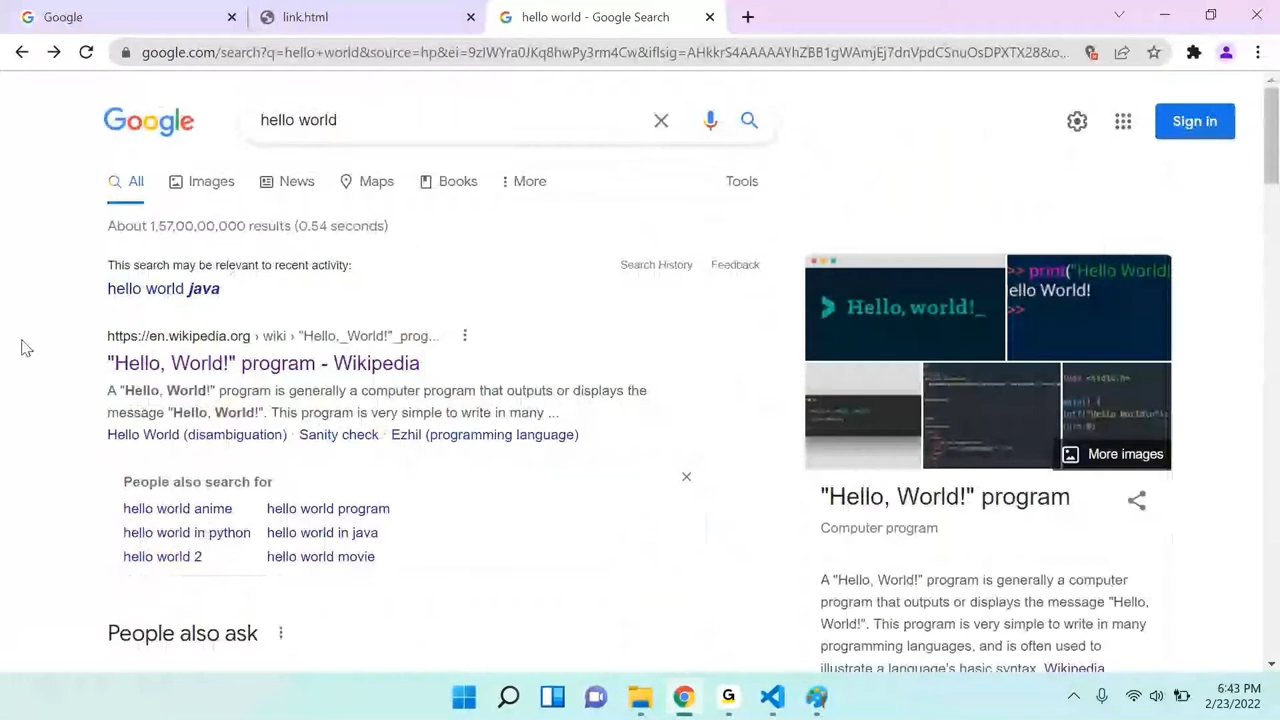 Google
link.html
hello world - Google Search
google.com/search?q=hello+world&source=hp&ei=9zIWYra0JKq8hwPy3rm4Cw&iflsig=AHkkrS4AAAAAYhZBB1gWAmjEj7dnVpdCSnuOsDPXTX28&o...
Google
hello world
Sign in
All Images News Maps Books More Tools
About 1,57,00,00,000 results (0.54 seconds)
This search may be relevant to recent activity: Search History Feedback
hello world java
https://en.wikipedia.org › wiki › "Hello,_World!"_prog...
"Hello, World!" program - Wikipedia
A "Hello, World!" program is generally a computer program that outputs or displays the
message "Hello, World!". This program is very simple to write in many ...
Hello World (disambiguation) · Sanity check · Ezhil (programming language)
People also search for
hello world anime hello world program
hello world in python hello world in java
hello world 2 hello world movie
People also ask
Hello, world!_
>> print("Hello World!
ello World!
>>
More images
"Hello, World!" program
Computer program
A "Hello, World!" program is generally a computer
program that outputs or displays the message "Hello,
World!". This program is very simple to write in many
programming languages, and is often used to
illustrate a language's basic syntax. Wikipedia
G
6:43 PM
2/23/2022